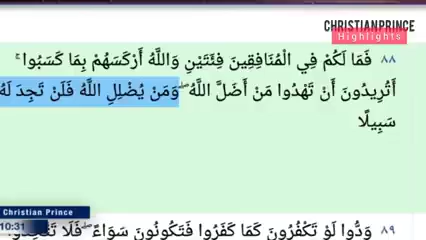 CHRISTIANPRINCE
Highlights
٨٨ فَمَا لَكُمْ فِي الْمُنَافِقِينَ فِئَتَيْنِ وَاللَّهُ أَرْكَسَهُمْ بِمَا كَسَبُوا ۚ
أَتُرِيدُونَ أَنْ تَهْدُوا مَنْ أَضَلَّ اللَّهُ ۖ وَمَنْ يُضْلِلِ اللَّهُ فَلَنْ تَجِدَ لَهُ
سَبِيلًا
Christian Prince
10:31
٨٩ وَدُّوا لَوْ تَكْفُرُونَ كَمَا كَفَرُوا فَتَكُونُونَ سَوَاءً ۖ فَلَا